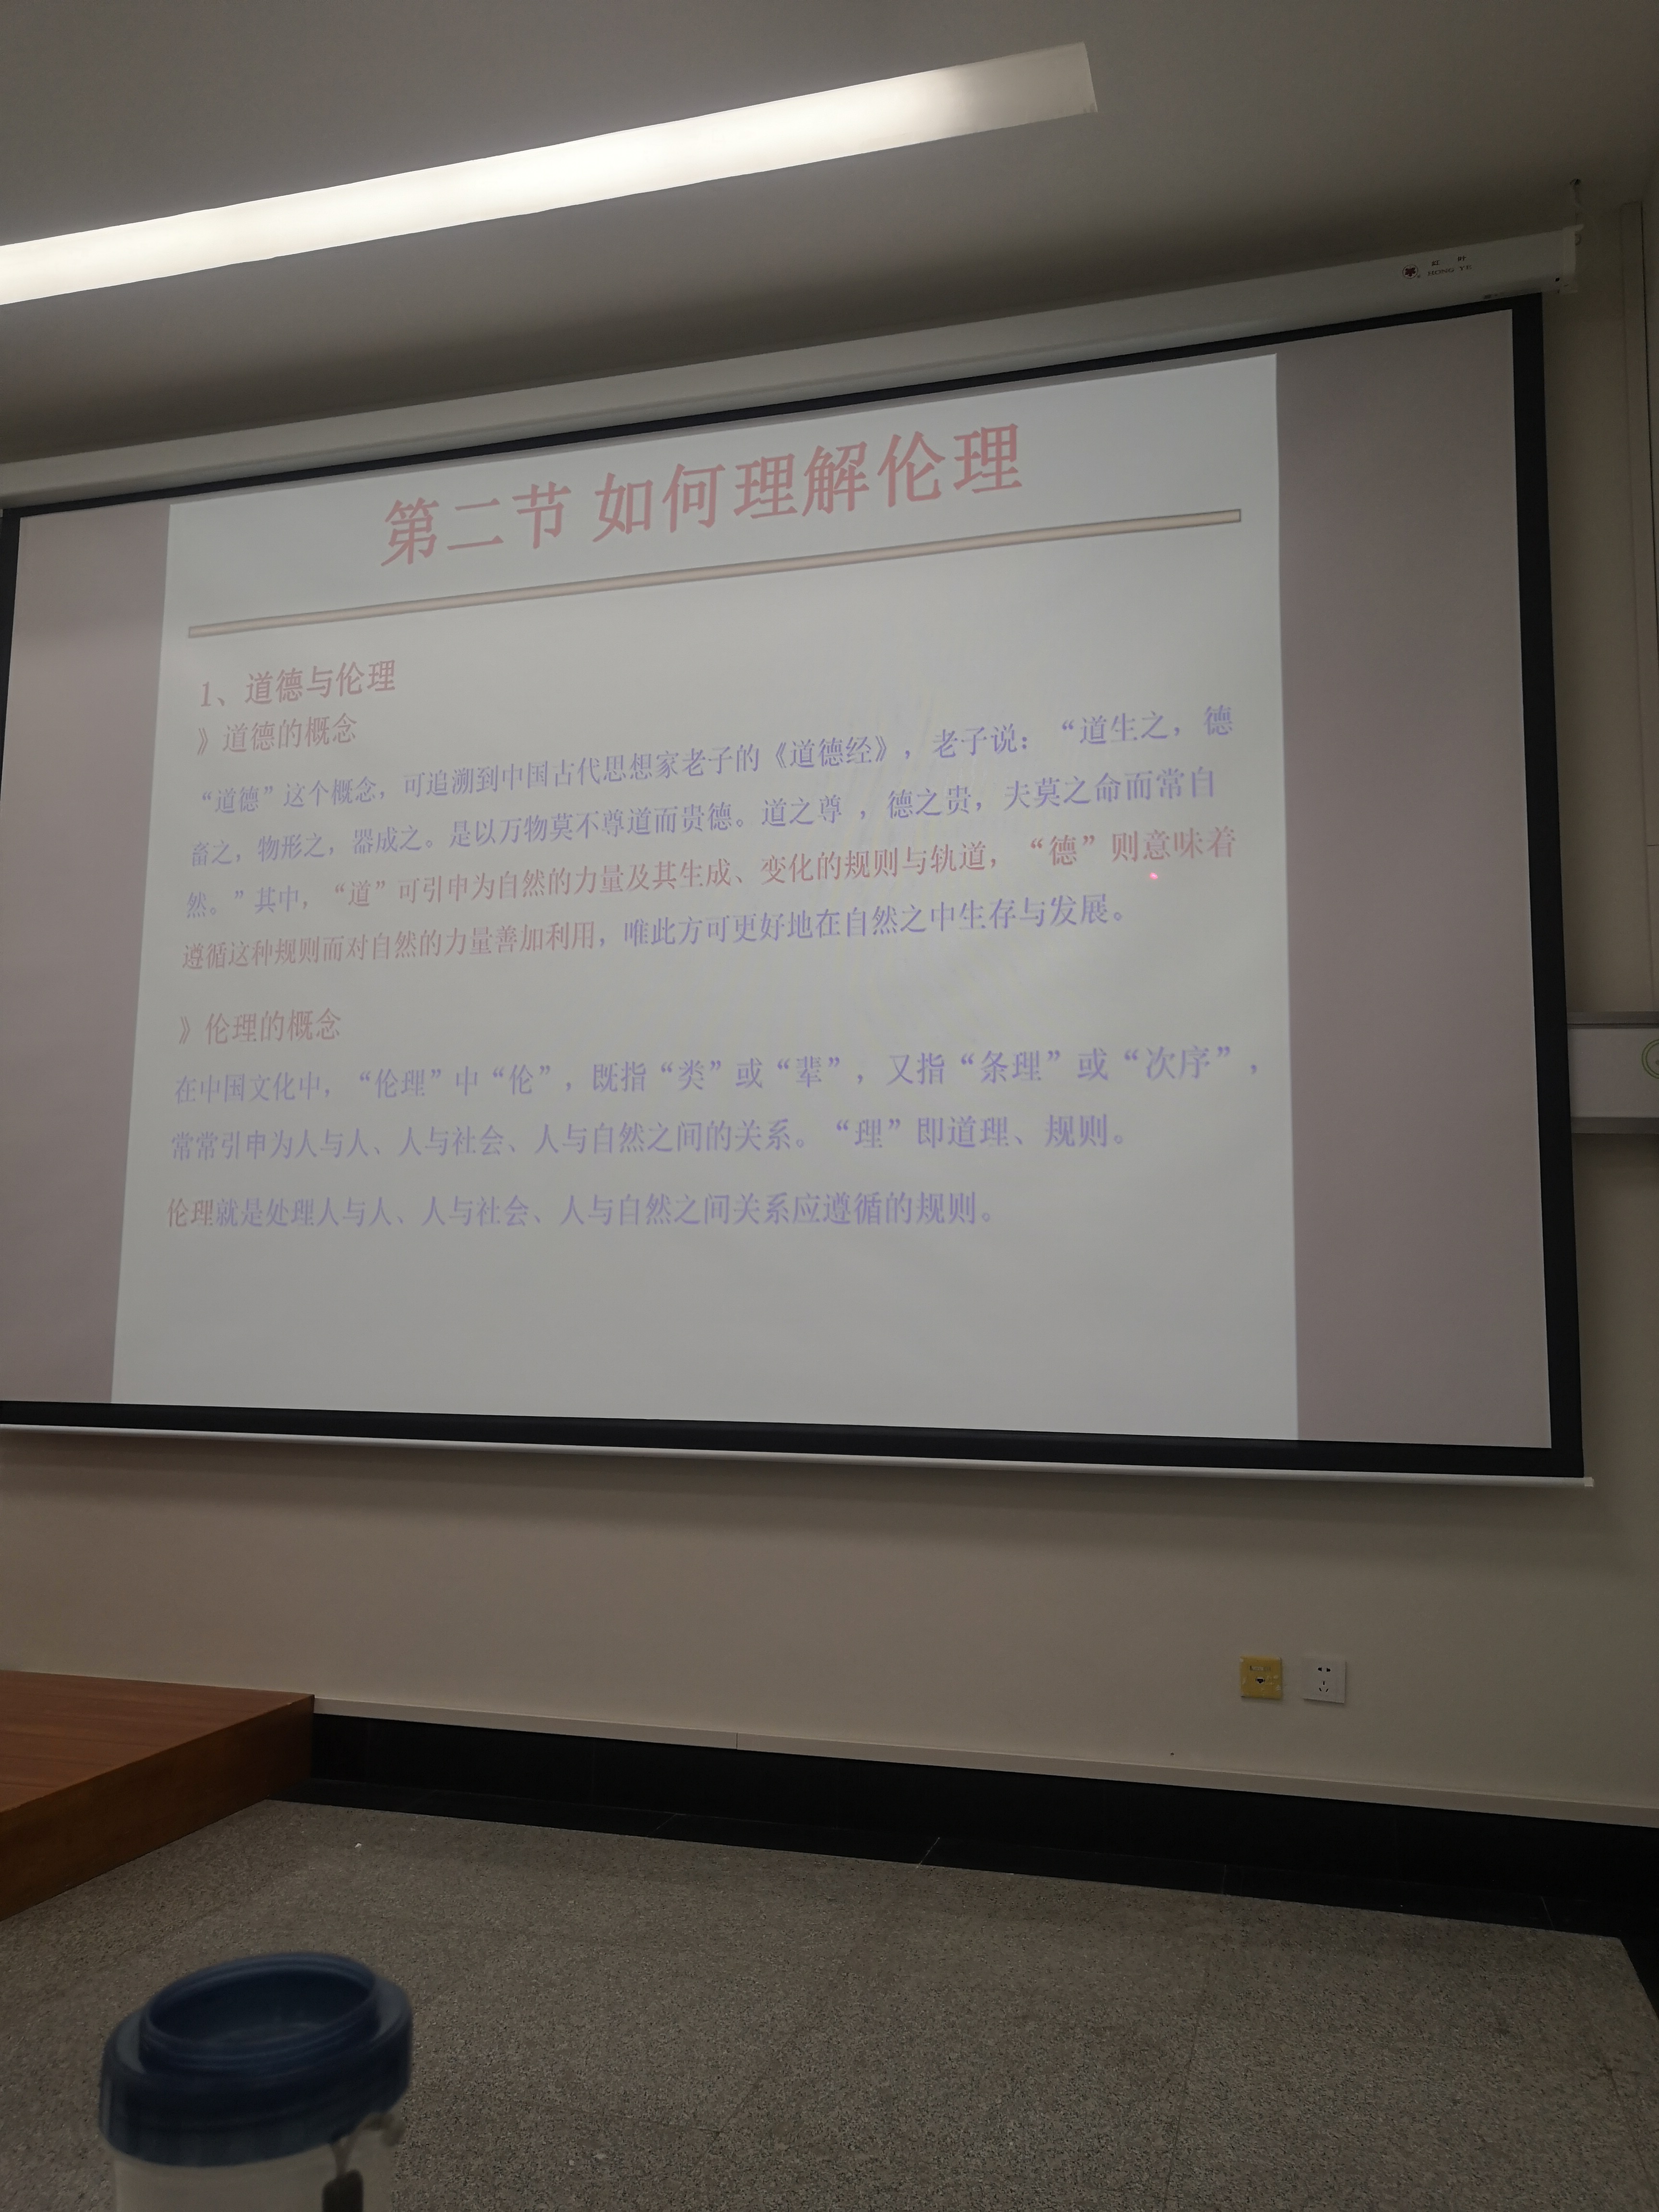 红叶
HONG YE
第二节 如何理解伦理
1、道德与伦理
》道德的概念
“道德”这个概念，可追溯到中国古代思想家老子的《道德经》，老子说：“道生之，德
畜之，物形之，器成之。是以万物莫不尊道而贵德。道之尊 ，德之贵，夫莫之命而常自
然。”其中，“道”可引申为自然的力量及其生成、变化的规则与轨道，“德”则意味着
遵循这种规则而对自然的力量善加利用，唯此方可更好地在自然之中生存与发展。
》伦理的概念
在中国文化中，“伦理”中“伦”，既指“类”或“辈”，又指“条理”或“次序”，
常常引申为人与人、人与社会、人与自然之间的关系。“理”即道理、规则。
伦理就是处理人与人、人与社会、人与自然之间关系应遵循的规则。